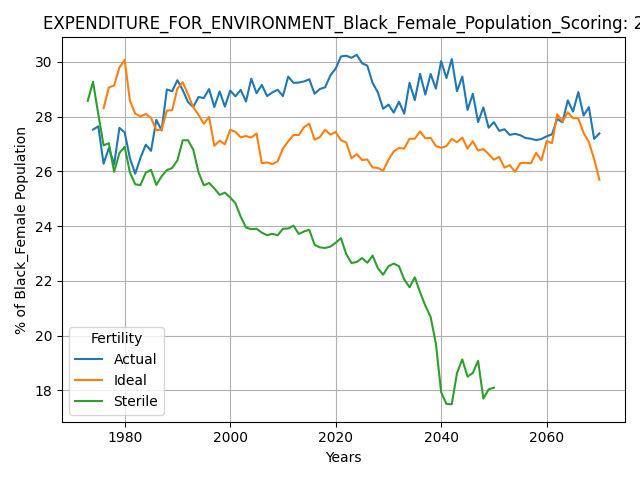 EXPENDITURE_FOR_ENVIRONMENT_Black_Female_Population_Scoring: 2
% of Black_Female Population
30
28
26
24
22
20
18
Fertility
Actual
Ideal
Sterile
1980
2000
2020
2040
2060
Years